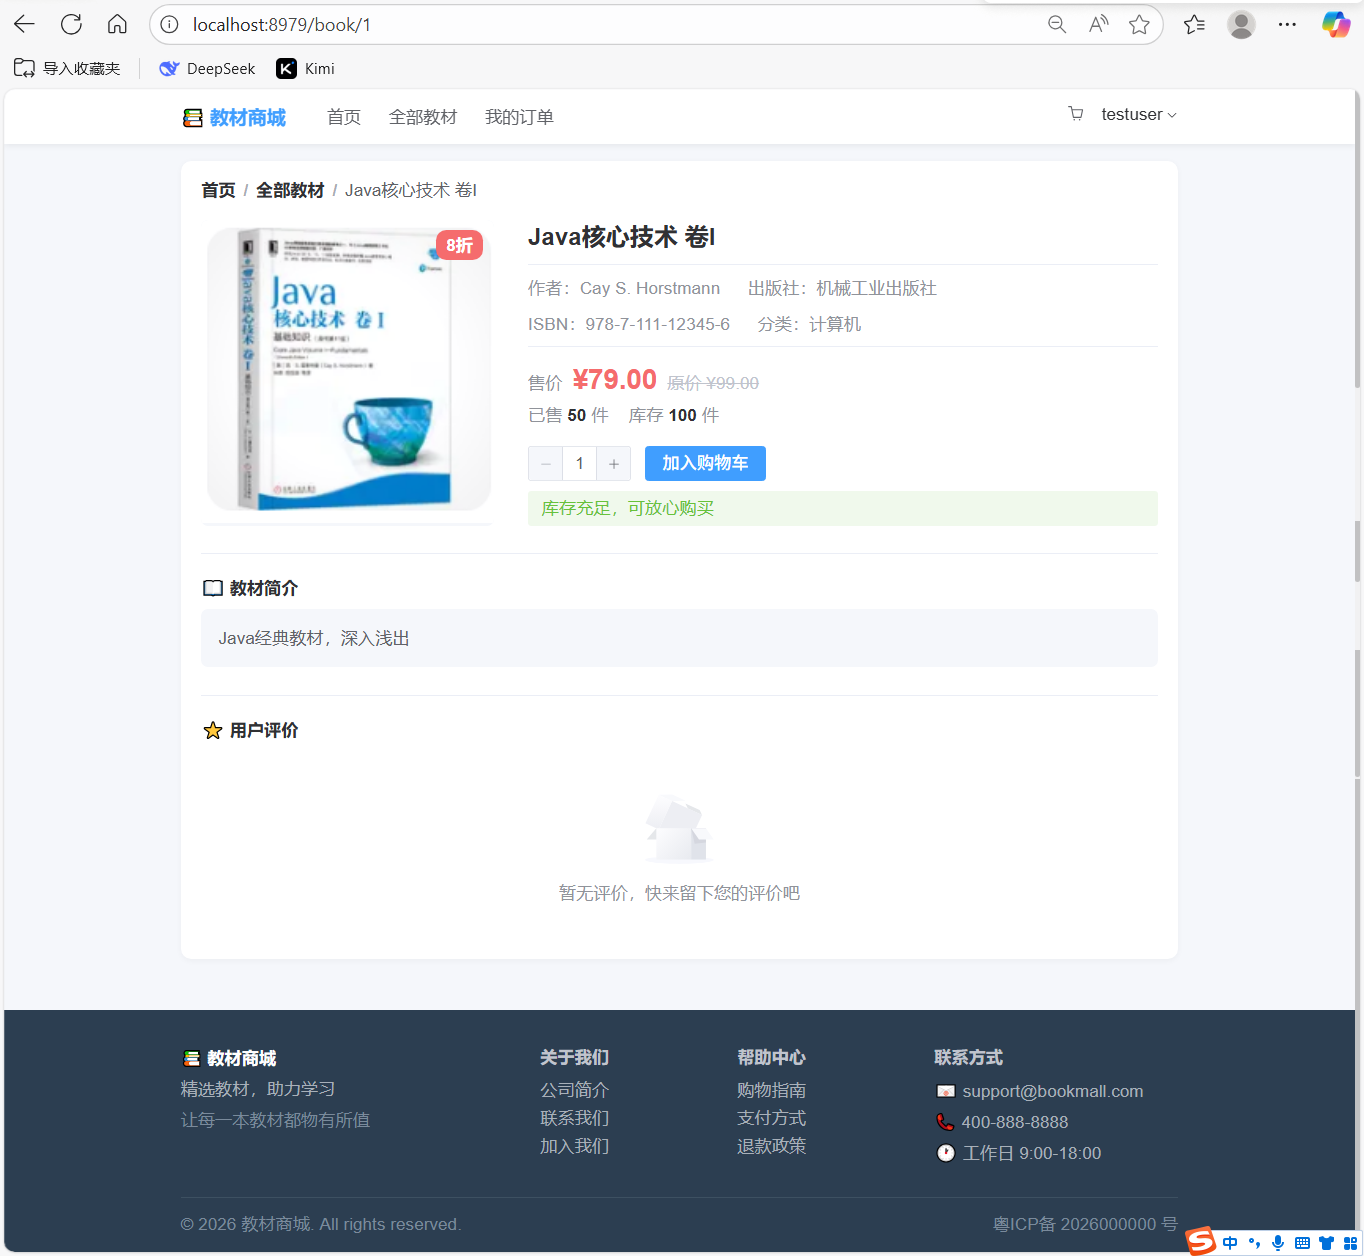 localhost:8979/book/1
导入收藏夹 DeepSeek Kimi
教材商城 首页 全部教材 我的订单 testuser
首页 / 全部教材 / Java核心技术 卷I
8折
Java
核心技术 卷 I
基础知识
Java核心技术 卷I
作者：Cay S. Horstmann 出版社：机械工业出版社
ISBN：978-7-111-12345-6 分类：计算机
售价 ¥79.00 原价 ¥99.00
已售 50 件 库存 100 件
− 1 + 加入购物车
库存充足，可放心购买
教材简介
Java经典教材，深入浅出
用户评价
暂无评价，快来留下您的评价吧
教材商城
精选教材，助力学习
让每一本教材都物有所值
关于我们
公司简介
联系我们
加入我们
帮助中心
购物指南
支付方式
退款政策
联系方式
support@bookmall.com
400-888-8888
工作日 9:00-18:00
© 2026 教材商城. All rights reserved.
粤ICP备 2026000000 号
中